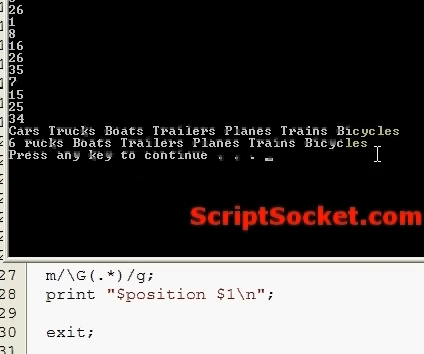 26
1
8
16
26
35
7
15
25
34
Cars Trucks Boats Trailers Planes Trains Bicycles
6 rucks Boats Trailers Planes Trains Bicycles
Press any key to continue . . . _
ScriptSocket.com
27 m/\G(.*)/g;
28 print "$position $1\n";
29
30 exit;
31